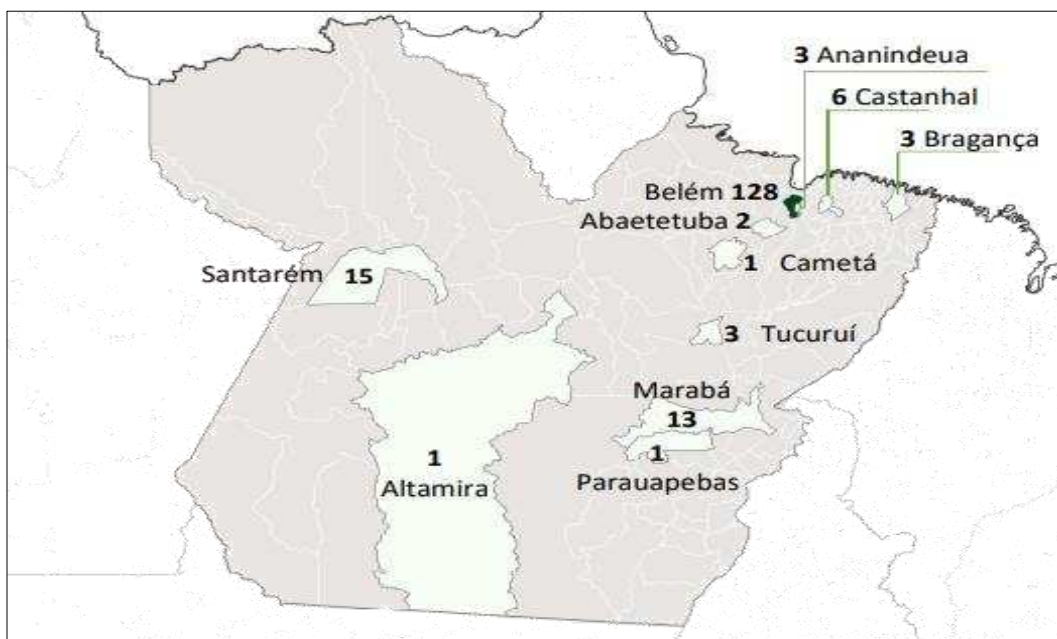 3 Ananindeua
6 Castanhal
3 Bragança
Belém 128
Abaetetuba 2
1 Cametá
Santarém 15
3 Tucuruí
Marabá
13
1
Parauapebas
1
Altamira